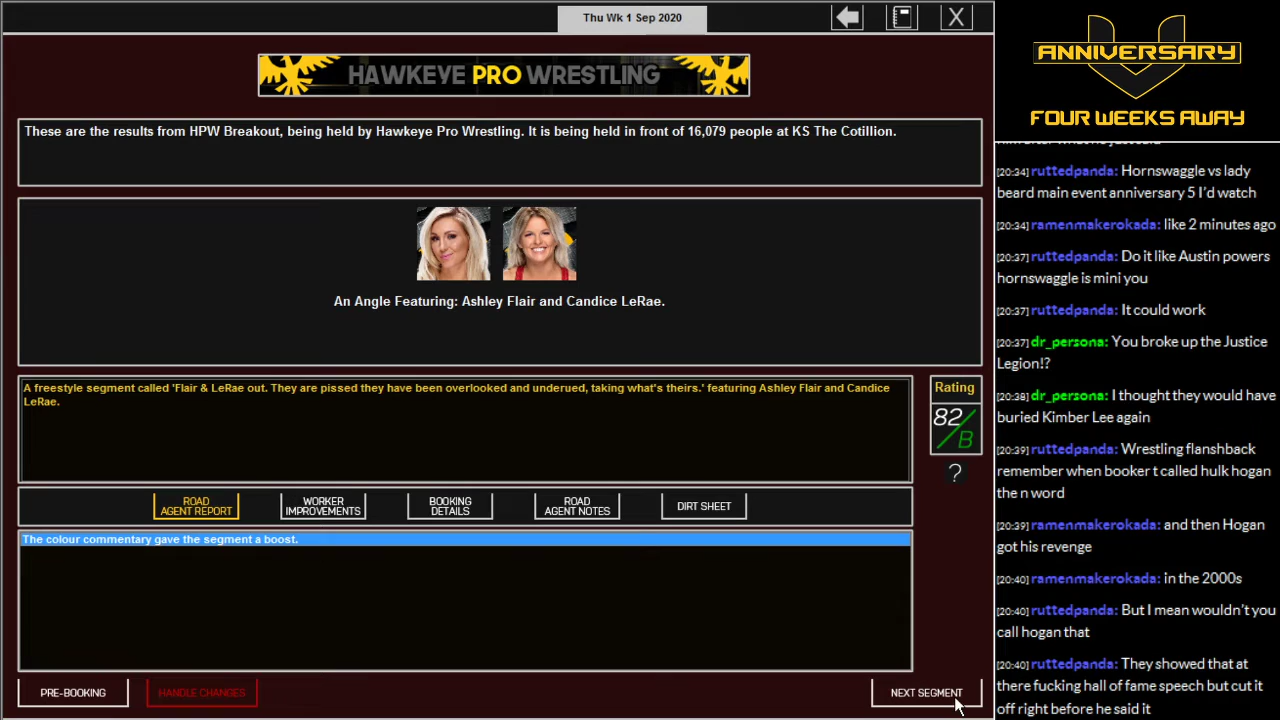 Thu Wk 1 Sep 2020
HAWKEYE PRO WRESTLING
These are the results from HPW Breakout, being held by Hawkeye Pro Wrestling. It is being held in front of 16,079 people at KS The Cotillion.
An Angle Featuring: Ashley Flair and Candice LeRae.
A freestyle segment called 'Flair & LeRae out. They are pissed they have been overlooked and underued, taking what's theirs.' featuring Ashley Flair and Candice
LeRae.
Rating
82/B
?
ROAD
AGENT REPORT
WORKER
IMPROVEMENTS
BOOKING
DETAILS
ROAD
AGENT NOTES
DIRT SHEET
The colour commentary gave the segment a boost.
PRE-BOOKING
HANDLE CHANGES
NEXT SEGMENT
ANNIVERSARY
FOUR WEEKS AWAY
[20:34] ruttedpanda: Hornswaggle vs lady
beard main event anniversary 5 I'd watch
[20:34] ramenmakerokada: like 2 minutes ago
[20:37] ruttedpanda: Do it like Austin powers
hornswaggle is mini you
[20:37] ruttedpanda: It could work
[20:37] dr_persona: You broke up the Justice
Legion!?
[20:38] dr_persona: I thought they would have
buried Kimber Lee again
[20:39] ruttedpanda: Wrestling flanshback
remember when booker t called hulk hogan
the n word
[20:39] ramenmakerokada: and then Hogan
got his revenge
[20:40] ramenmakerokada: in the 2000s
[20:40] ruttedpanda: But I mean wouldn't you
call hogan that
[20:40] ruttedpanda: They showed that at
there fucking hall of fame speech but cut it
off right before he said it